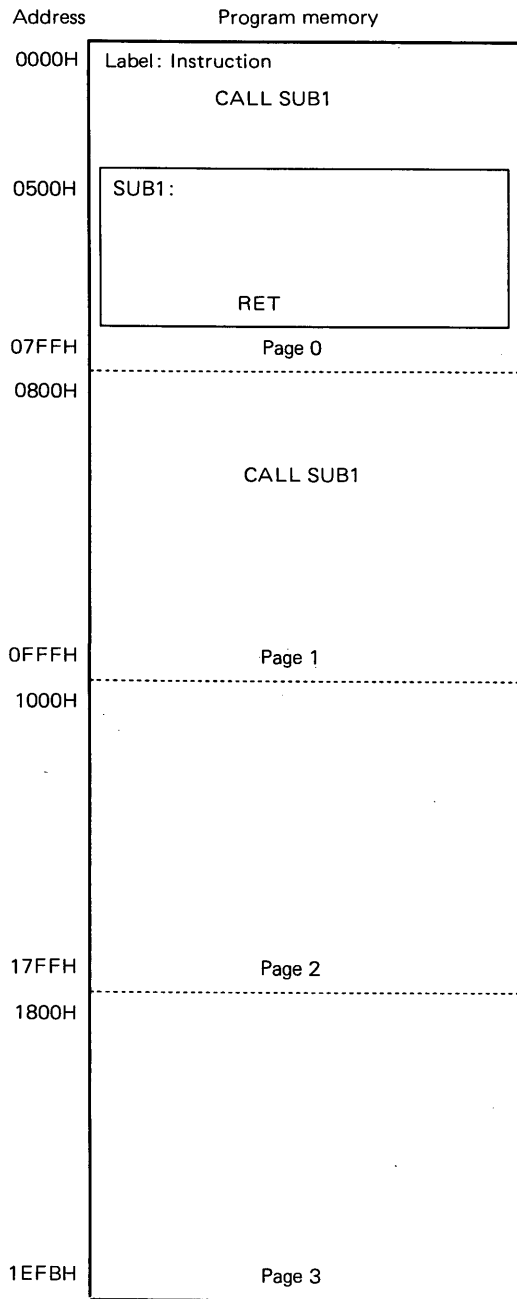 Address Program memory
0000H Label: Instruction
CALL SUB1
0500H SUB1:
RET
07FFH Page 0
0800H
CALL SUB1
0FFFH Page 1
1000H
17FFH Page 2
1800H
1EFBH Page 3